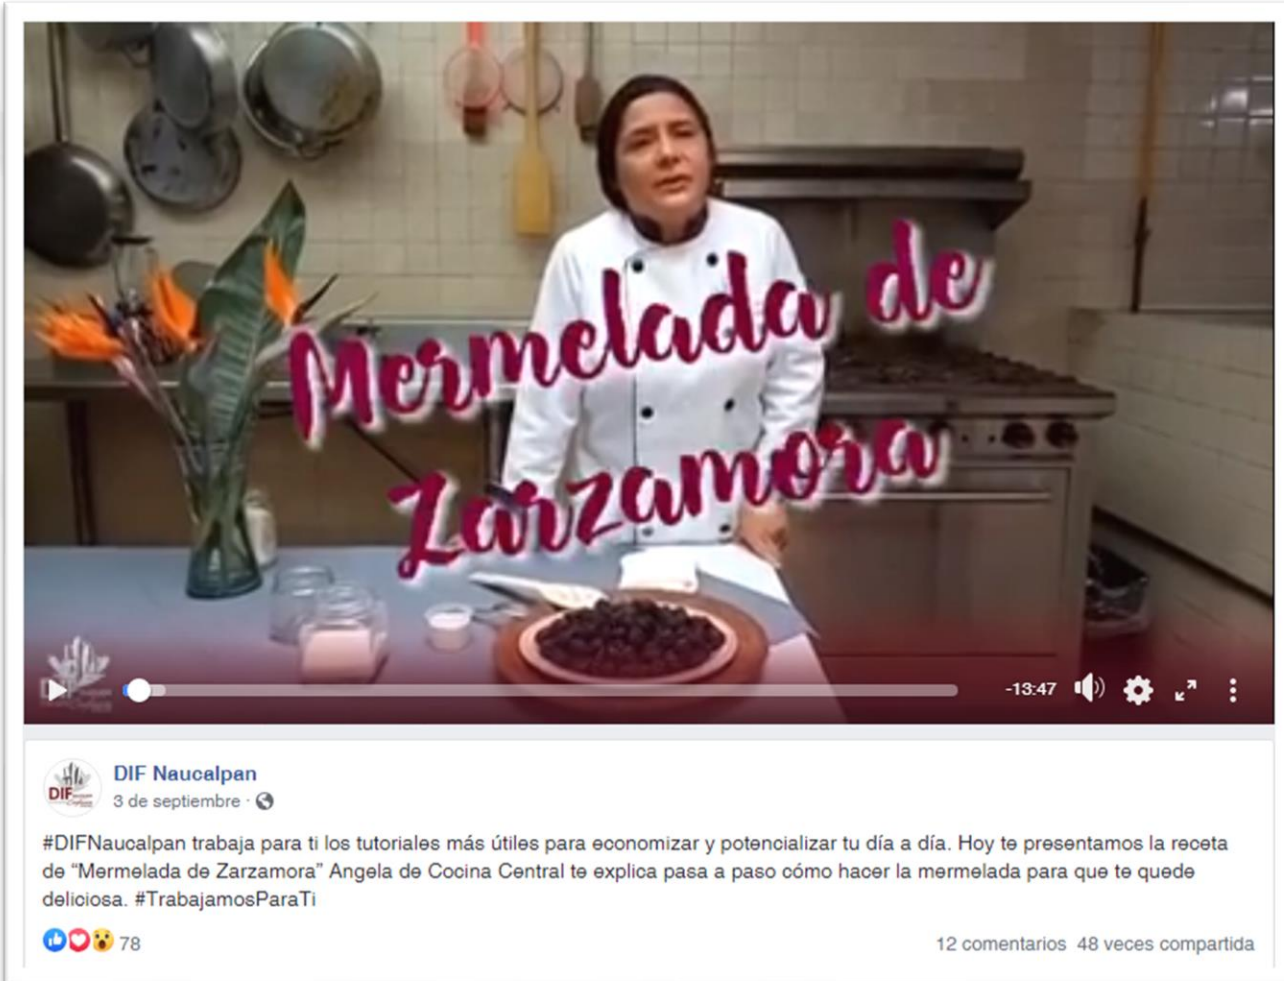 Mermelada de
Zarzamora
-13:47
DIF
DIF Naucalpan
3 de septiembre ·
#DIFNaucalpan trabaja para ti los tutoriales más útiles para economizar y potencializar tu día a día. Hoy te presentamos la receta
de “Mermelada de Zarzamora” Angela de Cocina Central te explica pasa a paso cómo hacer la mermelada para que te quede
deliciosa. #TrabajamosParaTi
78
12 comentarios 48 veces compartida